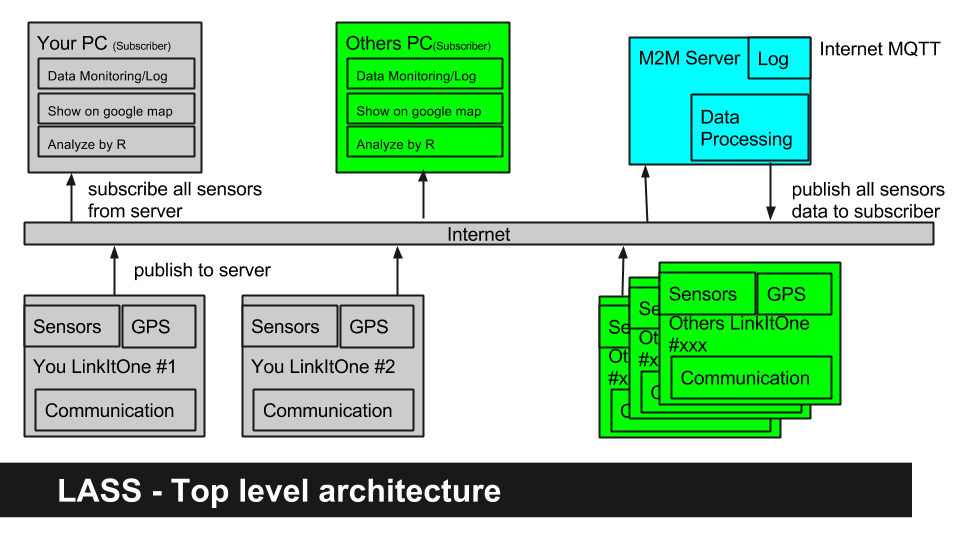 Your PC (Subscriber)
Data Monitoring/Log
Show on google map
Analyze by R
Others PC(Subscriber)
Data Monitoring/Log
Show on google map
Analyze by R
M2M Server
Log
Data
Processing
Internet MQTT
subscribe all sensors
from server
publish all sensors
data to subscriber
Internet
publish to server
Sensors
GPS
You LinkItOne #1
Communication
Sensors
GPS
You LinkItOne #2
Communication
Se
Ot
#x
C
Se
Ot
#x
C
Sensors
GPS
Others LinkItOne
#xxx
Communication
LASS - Top level architecture